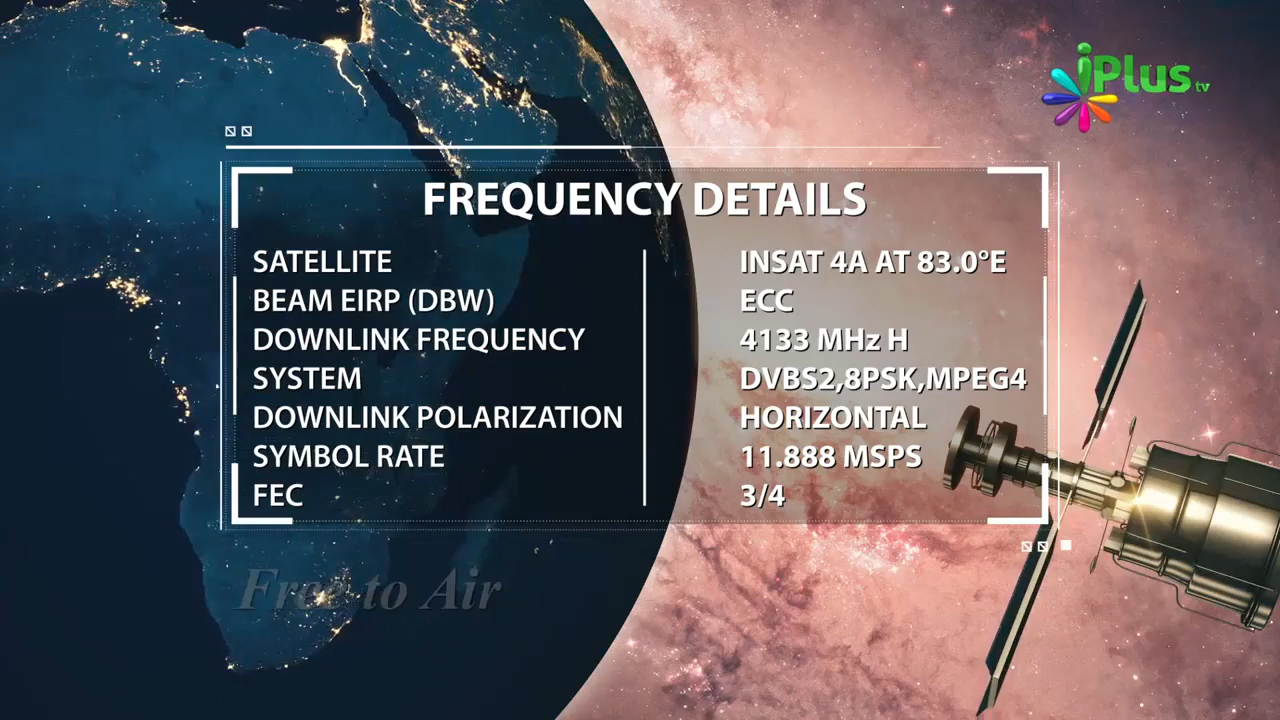 iPlus tv
FREQUENCY DETAILS
SATELLITE INSAT 4A AT 83.0°E
BEAM EIRP (DBW) ECC
DOWNLINK FREQUENCY 4133 MHz H
SYSTEM DVBS2,8PSK,MPEG4
DOWNLINK POLARIZATION HORIZONTAL
SYMBOL RATE 11.888 MSPS
FEC 3/4
Free to Air